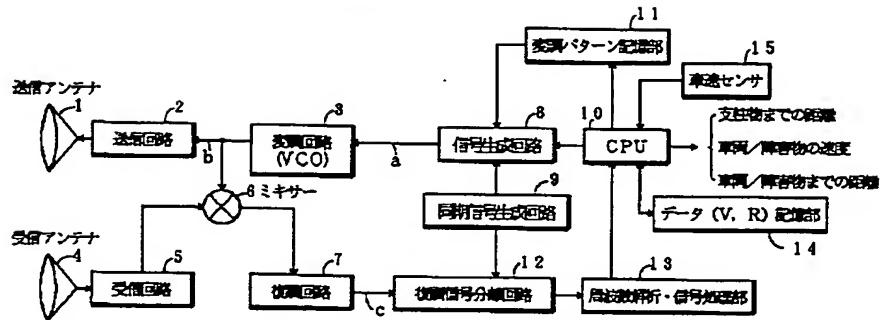 11
変調パターン記憶部
15
車速センサ
送信アンテナ
1
2
送信回路
3
変調回路
(VCO)
8
信号生成回路
10
CPU
支柱物までの距離
車両/障害物の速度
車両/障害物までの距離
b
a
6 ミキサー
9
同期信号生成回路
データ (V, R) 記憶部
14
受信アンテナ
4
5
受信回路
7
復調回路
c
12
復調信号分離回路
13
周波数解析・信号処理部